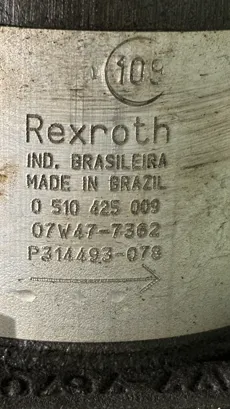 109
Rexroth
IND. BRASILEIRA
MADE IN BRAZIL
0 510 425 009
07W47-7362
P314493-078